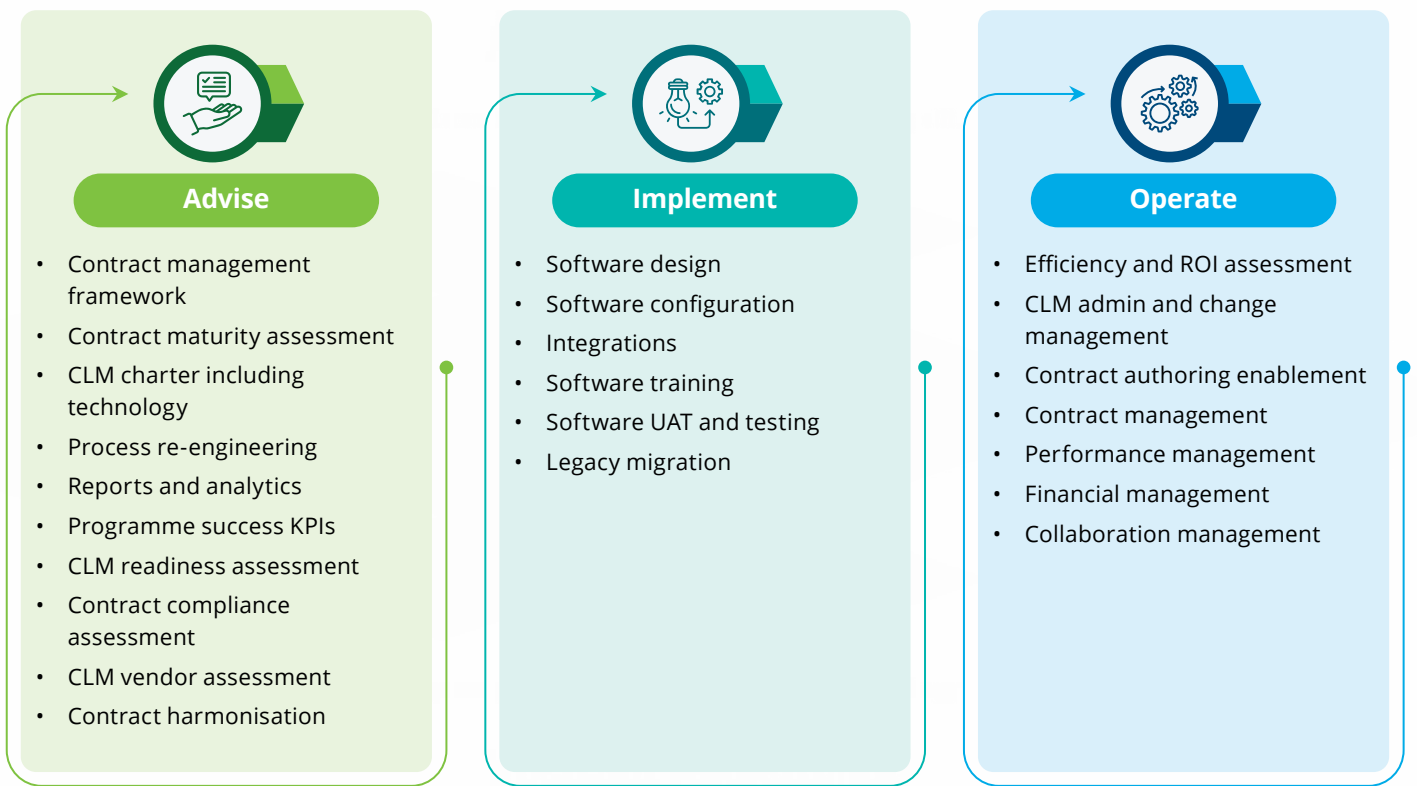 Advise
• Contract management
framework
• Contract maturity assessment
• CLM charter including
technology
• Process re-engineering
• Reports and analytics
• Programme success KPIs
• CLM readiness assessment
• Contract compliance
assessment
• CLM vendor assessment
• Contract harmonisation
Implement
• Software design
• Software configuration
• Integrations
• Software training
• Software UAT and testing
• Legacy migration
Operate
• Efficiency and ROI assessment
• CLM admin and change
management
• Contract authoring enablement
• Contract management
• Performance management
• Financial management
• Collaboration management